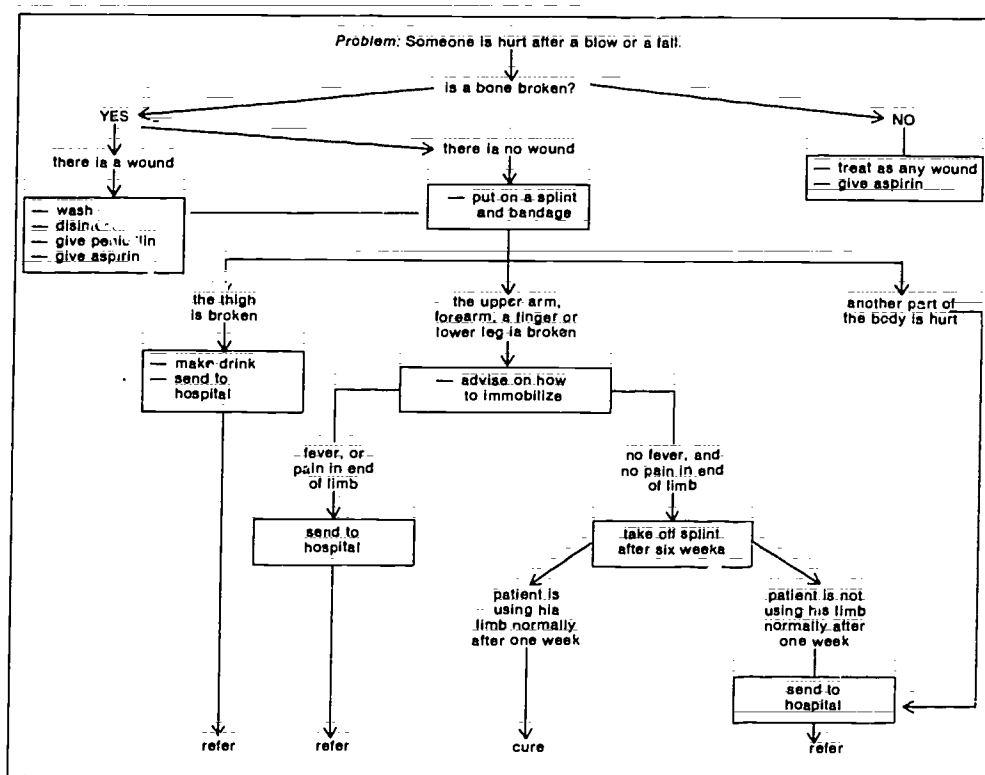 Problem: Someone is hurt after a blow or a fall.
is a bone broken?
YES
NO
there is a wound
there is no wound
— treat as any wound
— give aspirin
— wash
—
— give penicillin
— give aspirin
— put on a splint
and bandage
the thigh
is broken
the upper arm,
forearm, a finger or
lower leg is broken
another part of
the body is hurt
— make drink
— send to
hospital
— advise on how
to immobilize
fever, or
pain in end
of limb
no fever, and
no pain in end
of limb
send to
hospital
take off splint
after six weeks
patient is
using his
limb normally
after one week
patient is not
using his limb
normally after
one week
send to
hospital
refer
refer
cure
refer